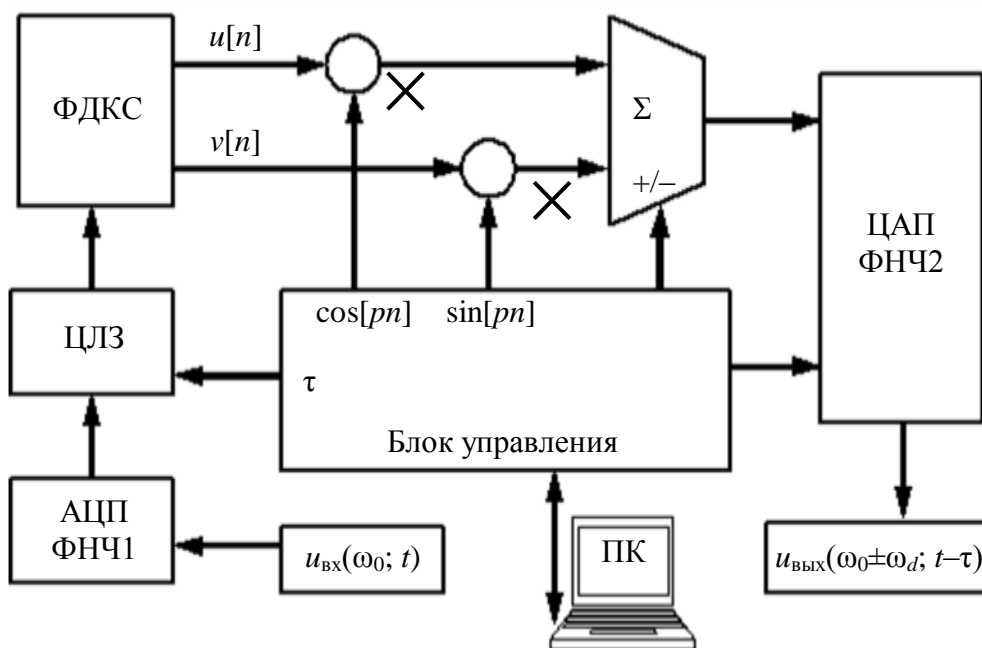 u[n]
ФДКС
Σ
v[n]
+/–
ЦАП
ФНЧ2
cos[pn] sin[pn]
ЦЛЗ
τ
Блок управления
АЦП
ФНЧ1
uвх(ω0; t)
ПК
uвых(ω0±ωd; t–τ)